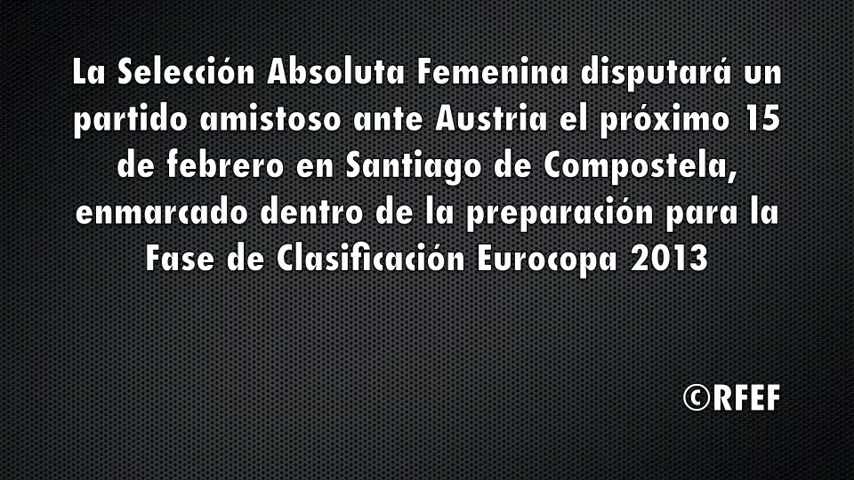 La Selección Absoluta Femenina disputará un
partido amistoso ante Austria el próximo 15
de febrero en Santiago de Compostela,
enmarcado dentro de la preparación para la
Fase de Clasificación Eurocopa 2013
©RFEF